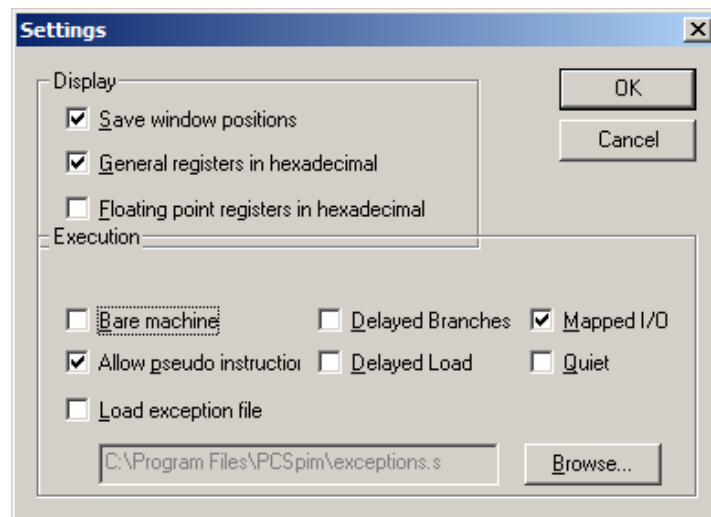 Settings
Display
OK
Save window positions
Cancel
General registers in hexadecimal
Floating point registers in hexadecimal
Execution
Bare machine Delayed Branches Mapped I/O
Allow pseudo instruction Delayed Load Quiet
Load exception file
C:\Program Files\PCSpim\exceptions.s Browse...